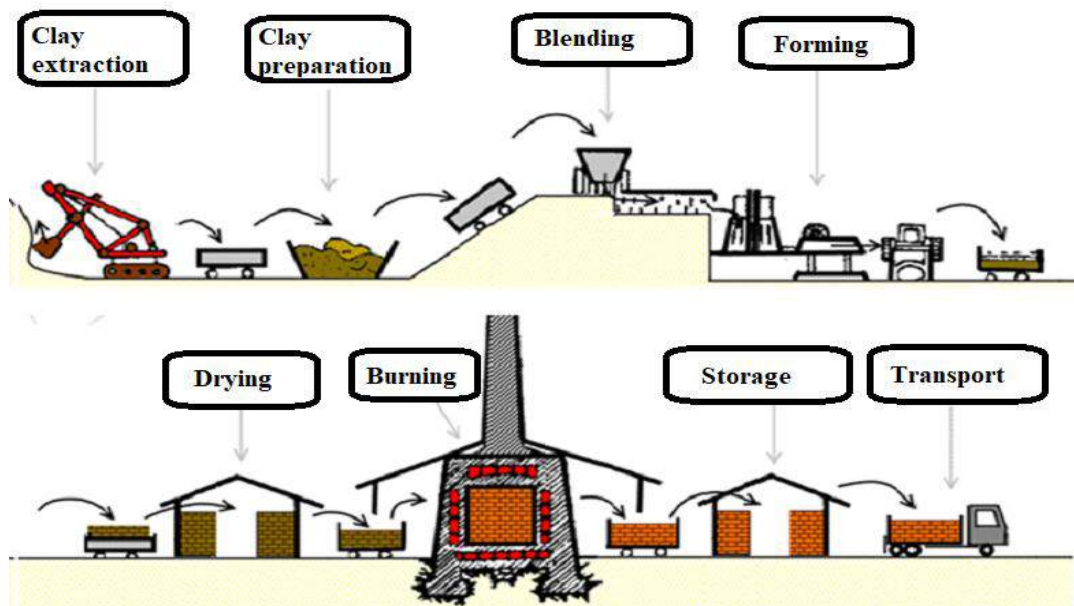 Clay
extraction
Clay
preparation
Blending
Forming
Drying
Burning
Storage
Transport